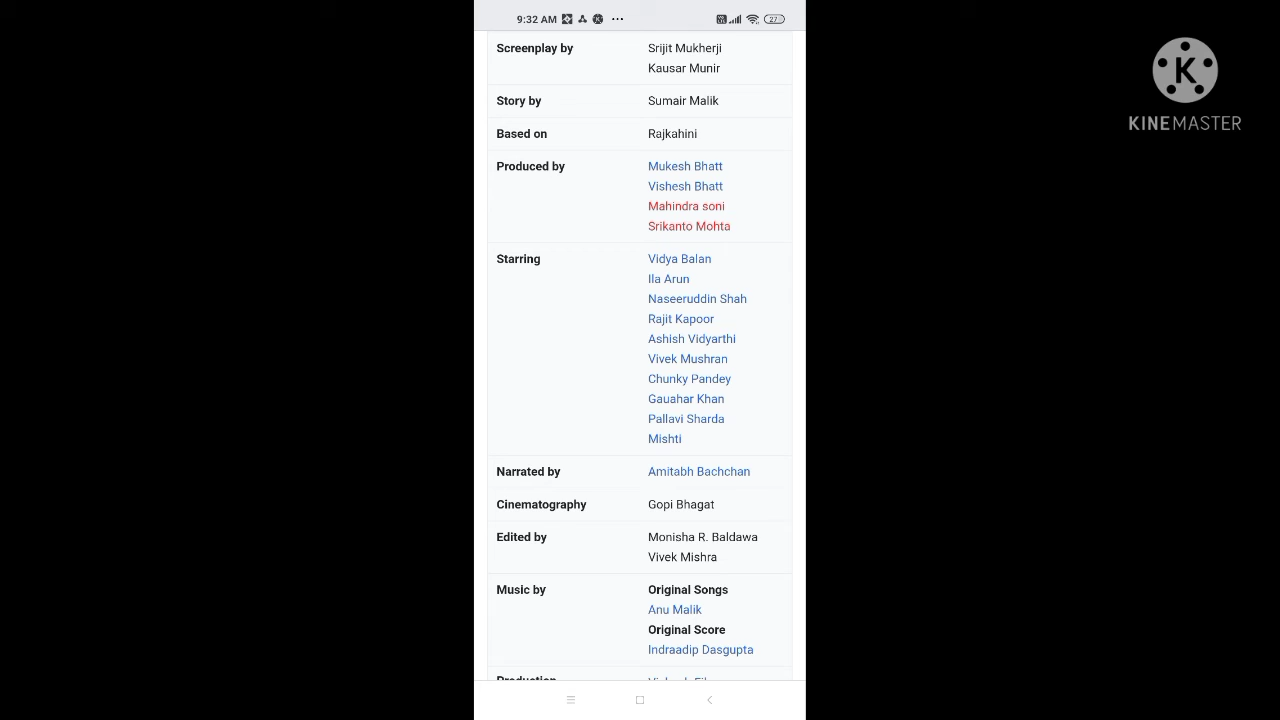 9:32 AM
27
KINEMASTER
Screenplay by
Srijit Mukherji
Kausar Munir
Story by
Sumair Malik
Based on
Rajkahini
Produced by
Mukesh Bhatt
Vishesh Bhatt
Mahindra soni
Srikanto Mohta
Starring
Vidya Balan
Ila Arun
Naseeruddin Shah
Rajit Kapoor
Ashish Vidyarthi
Vivek Mushran
Chunky Pandey
Gauahar Khan
Pallavi Sharda
Mishti
Narrated by
Amitabh Bachchan
Cinematography
Gopi Bhagat
Edited by
Monisha R. Baldawa
Vivek Mishra
Music by
Original Songs
Anu Malik
Original Score
Indraadip Dasgupta
Production